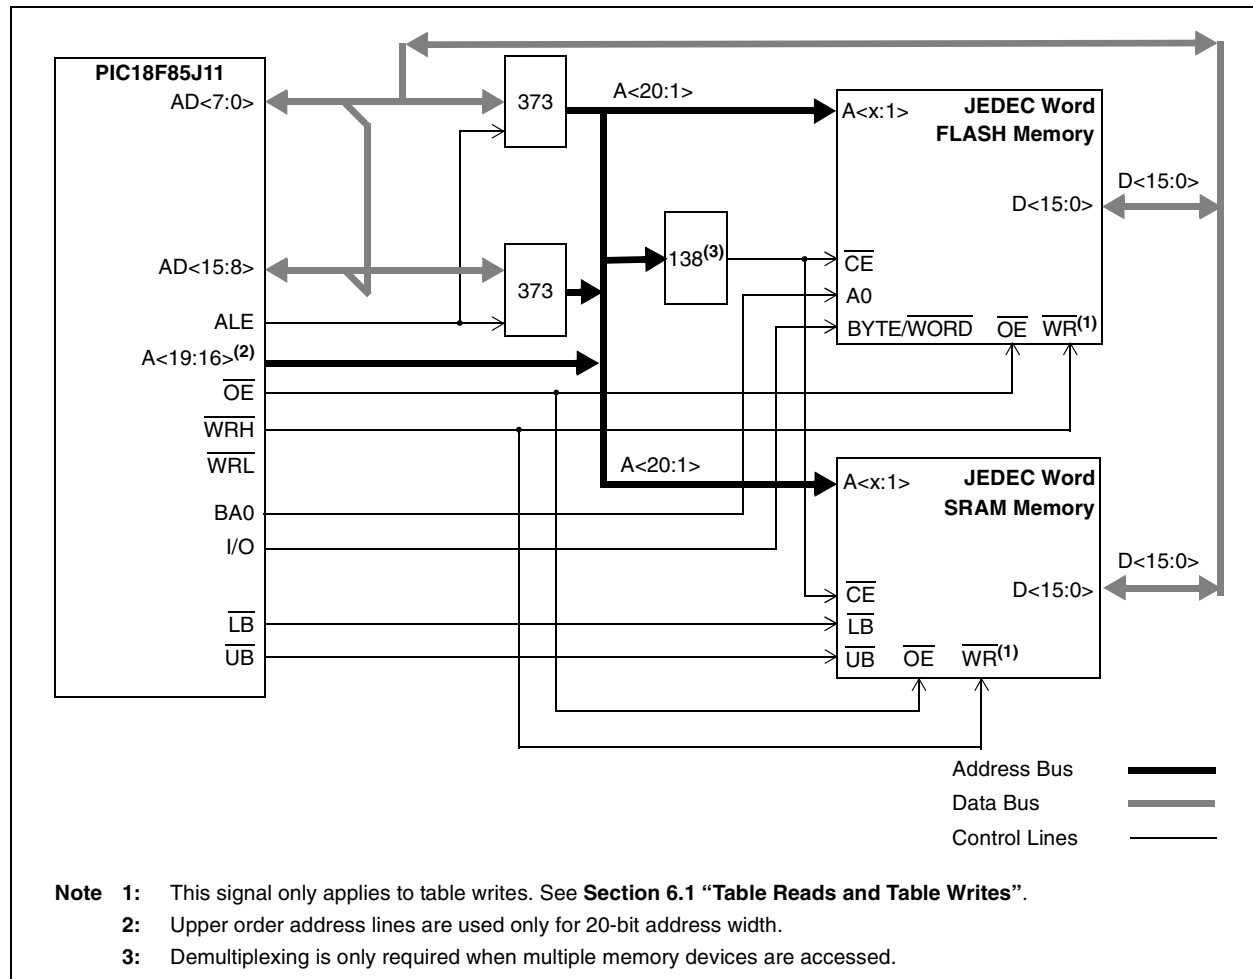 PIC18F85J11
AD<7:0>
AD<15:8>
ALE
A<19:16>(2)
OE
WRH
WRL
BA0
I/O
LB
UB
373
373
A<20:1>
138(3)
A<20:1>
A<x:1>
JEDEC Word
FLASH Memory
D<15:0>
D<15:0>
CE
A0
BYTE/WORD OE WR(1)
A<x:1>
JEDEC Word
SRAM Memory
D<15:0>
D<15:0>
CE
LB
UB OE WR(1)
Address Bus
Data Bus
Control Lines
Note 1: This signal only applies to table writes. See Section 6.1 “Table Reads and Table Writes”.
2: Upper order address lines are used only for 20-bit address width.
3: Demultiplexing is only required when multiple memory devices are accessed.